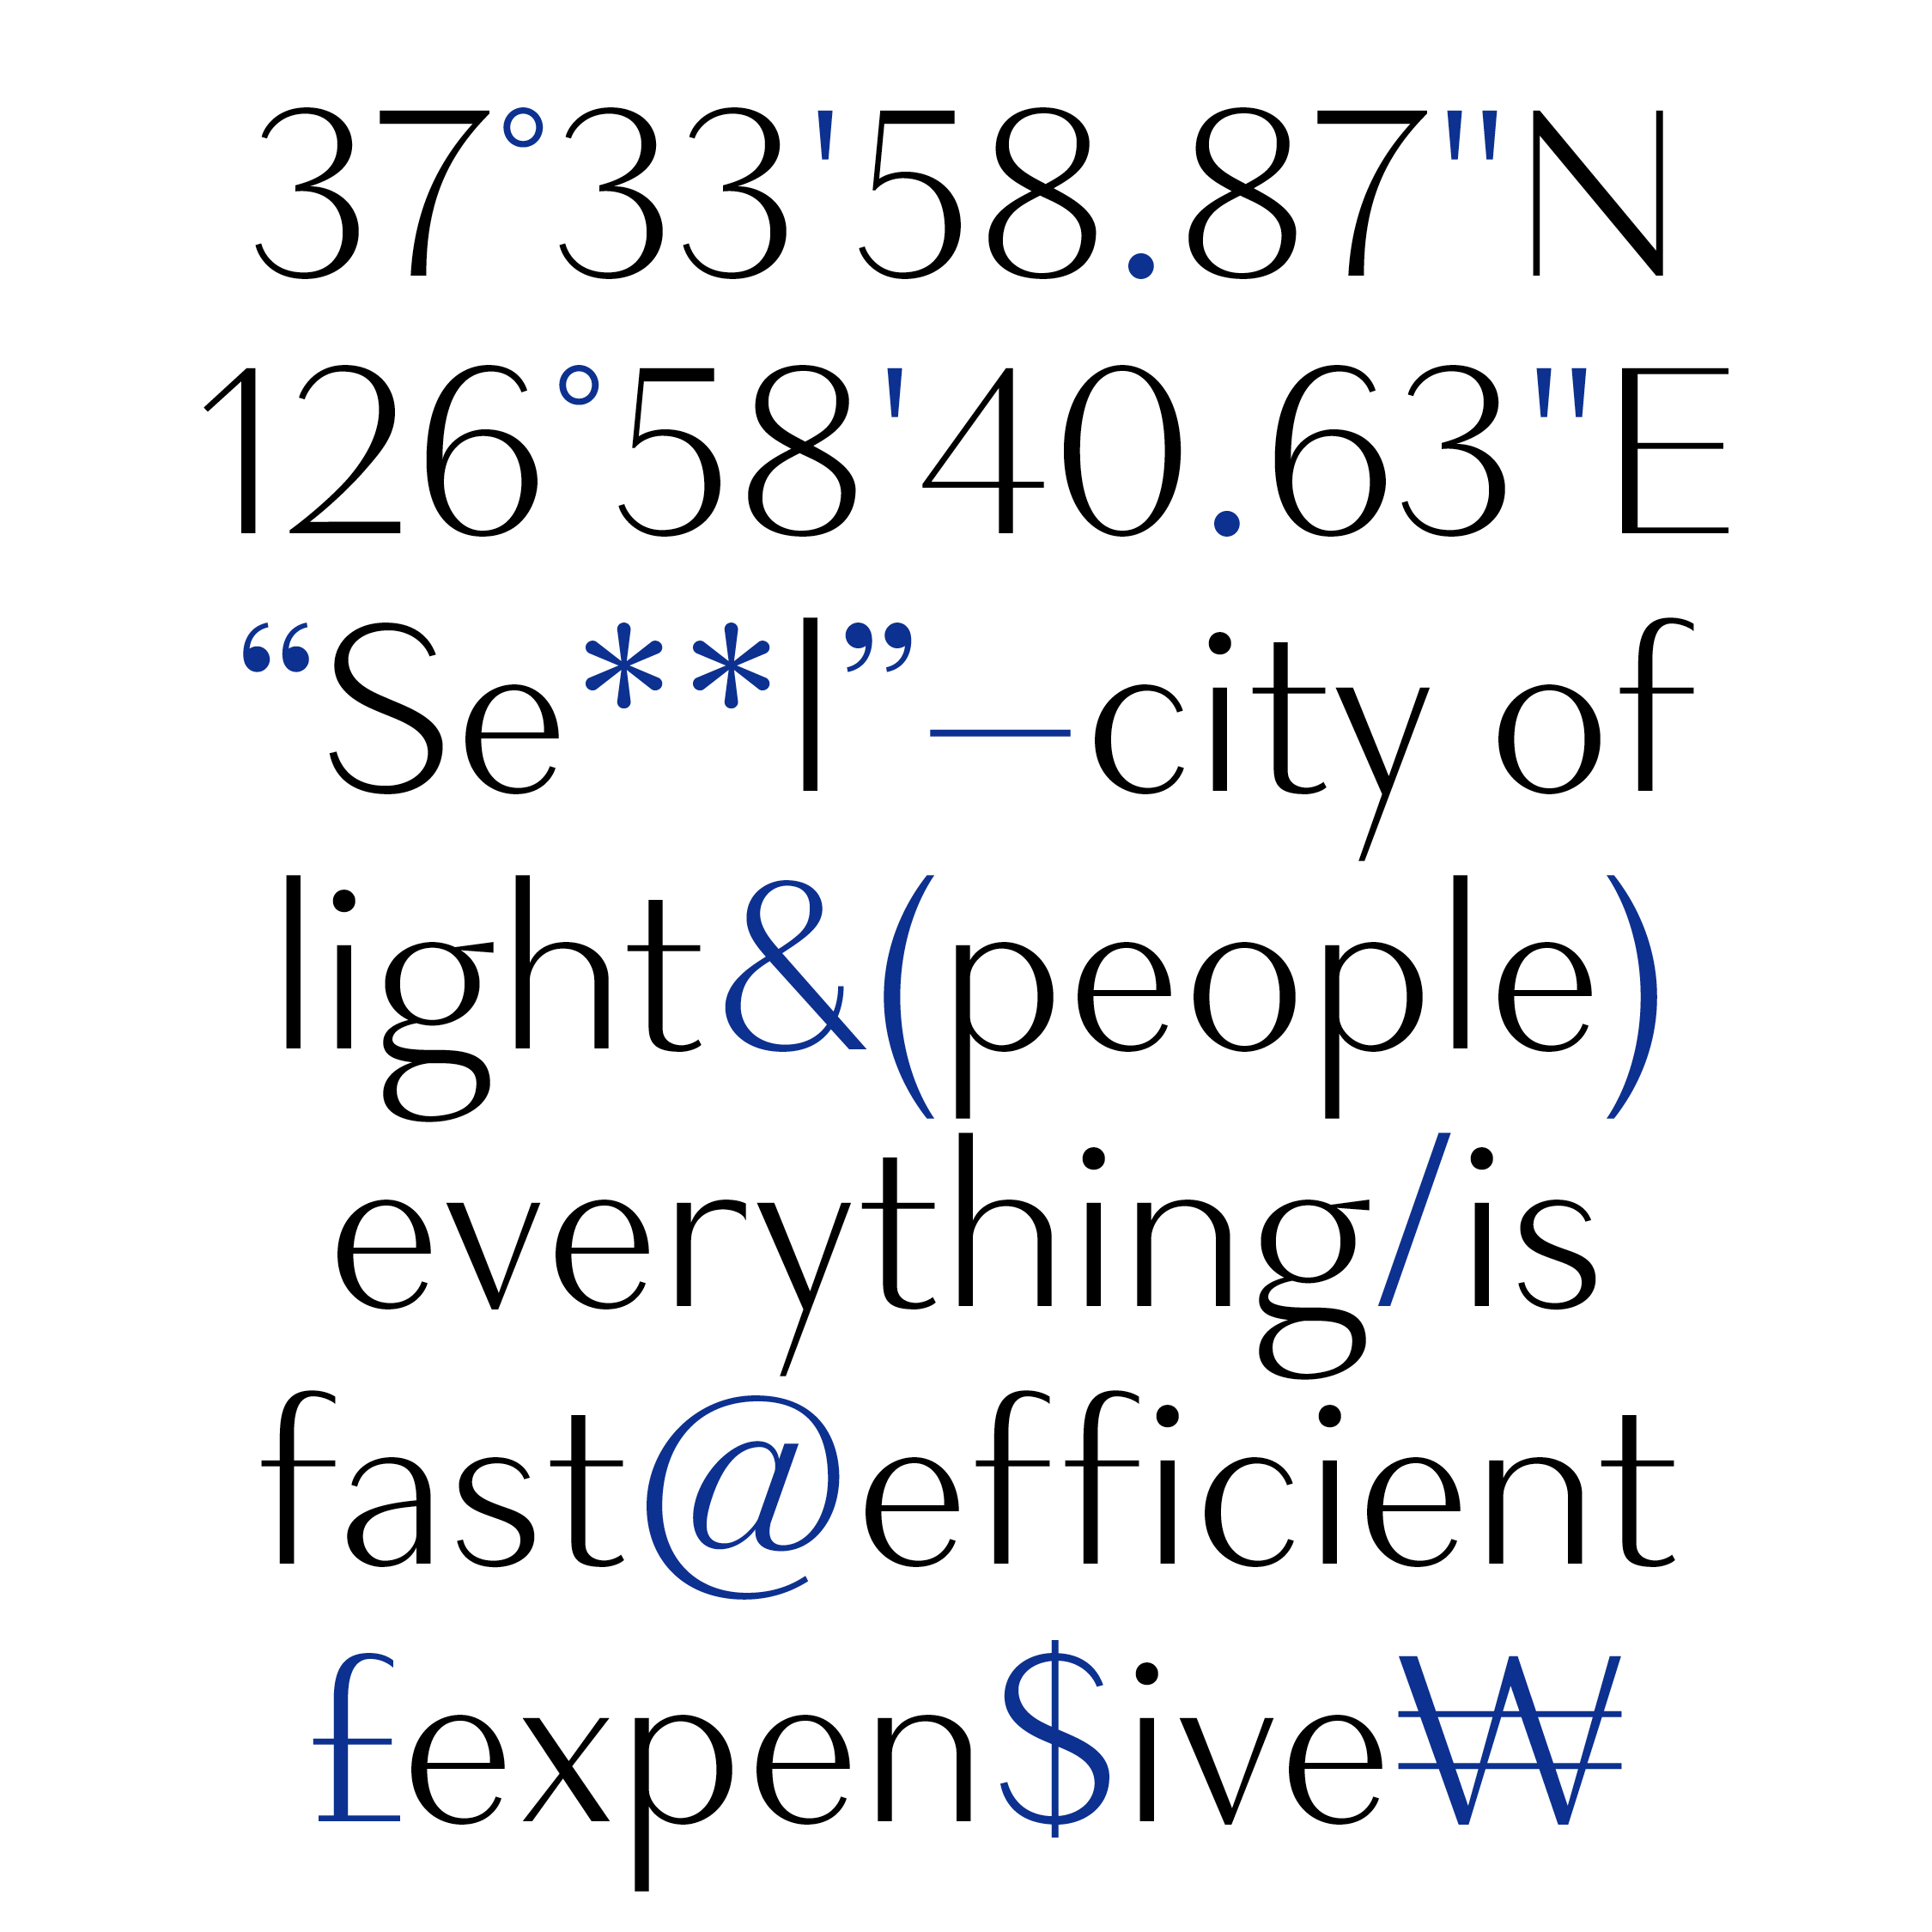 37°33'58.87"N
126°58'40.63"E
“Se**l”—city of
light&(people)
everything/is
fast@efficient
£expen$ive₩